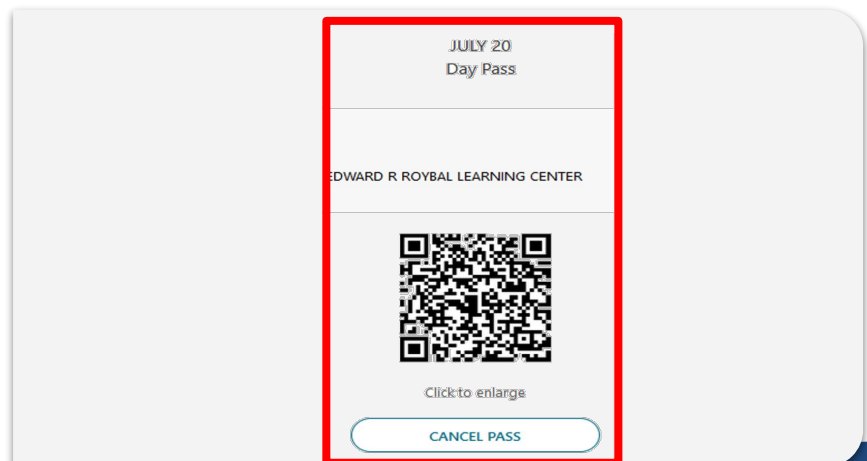 JULY 20
Day Pass
EDWARD R ROYBAL LEARNING CENTER
Click to enlarge
CANCEL PASS